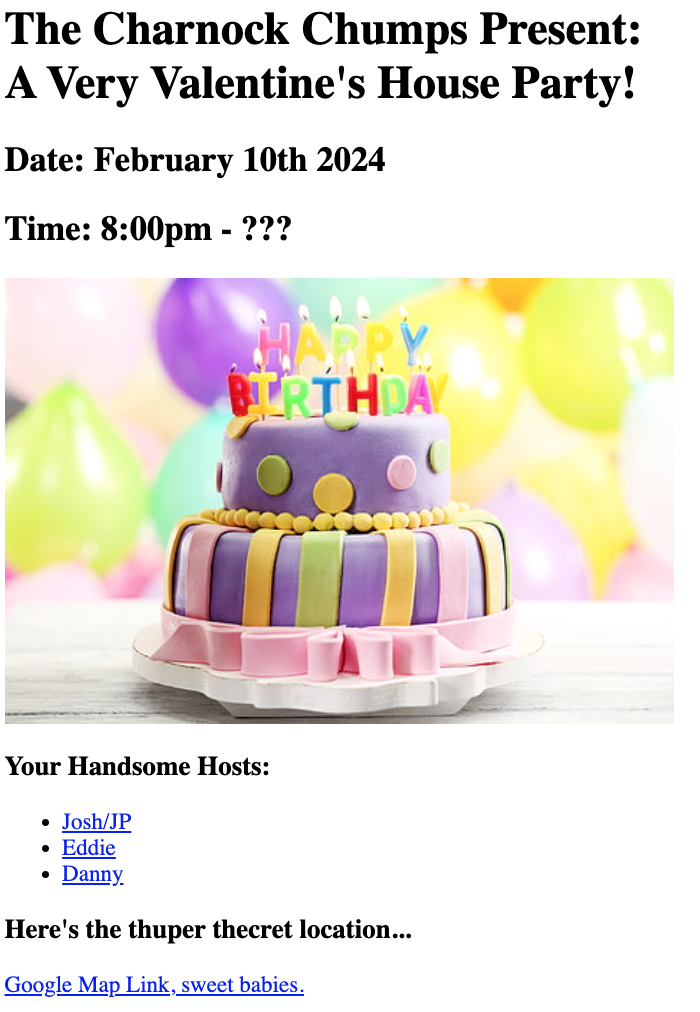 The Charnock Chumps Present:
A Very Valentine's House Party!
Date: February 10th 2024
Time: 8:00pm - ???
HAPPY
BIRTHDAY
Your Handsome Hosts:
Josh/JP
Eddie
Danny
Here's the thuper thecret location...
Google Map Link, sweet babies.